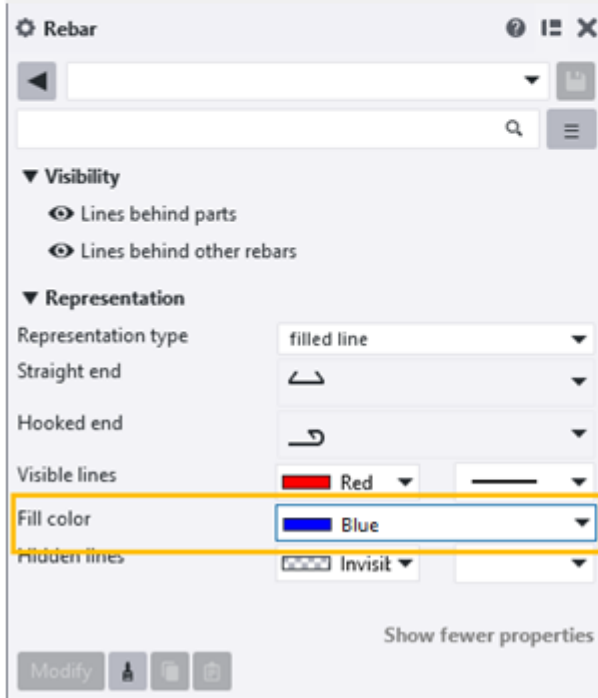 Rebar
Visibility
Lines behind parts
Lines behind other rebars
Representation
Representation type filled line
Straight end
Hooked end
Visible lines Red
Fill color Blue
Hidden lines Invisit
Show fewer properties
Modify